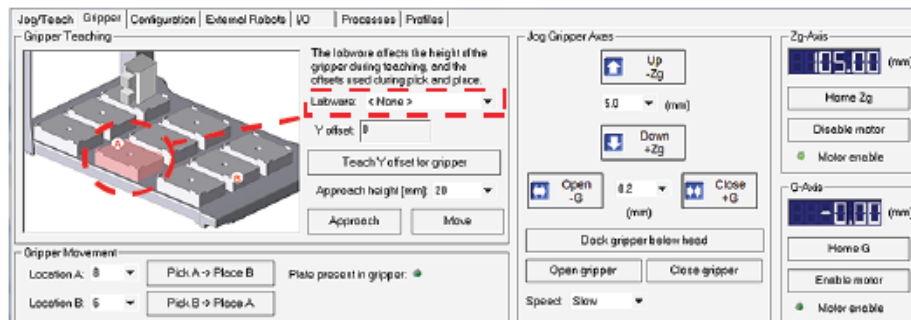 Jog/Teach Gripper Configuration External Robots I/O Processes Profiles
Gripper Teaching
The labware affects the height of the
gripper during teaching, and the
offsets used during pick and place.
Labware: < None >
Y offset: 0
Teach Y offset for gripper
Approach height [mm]: 20
Approach Move
A
B
Gripper Movement
Location A: 8 Pick A -> Place B Plate present in gripper:
Location B: 6 Pick B -> Place A
Jog Gripper Axes
Up
-Zg
5.0 (mm)
Down
+Zg
Open
-G
0.2
(mm)
Close
+G
Dock gripper below head
Open gripper Close gripper
Speed: Slow
Zg-Axis
105.00 (mm)
Home Zg
Disable motor
Motor enable
G-Axis
-0.00 (mm)
Home G
Enable motor
Motor enable